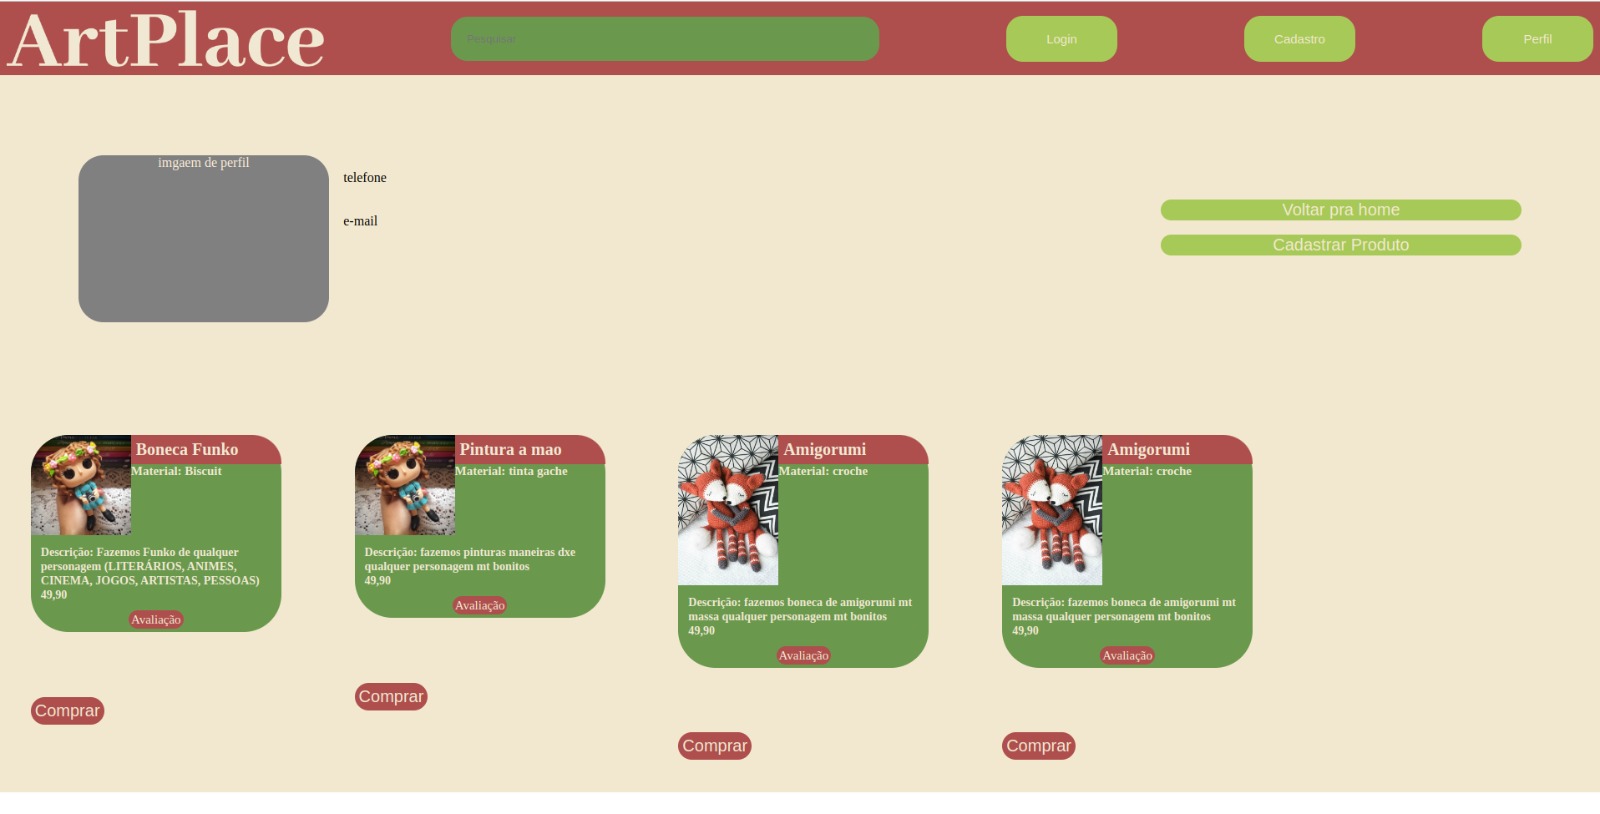 ArtPlace
Pesquisar
Login
Cadastro
Perfil
imgaem de perfil
telefone
e-mail
Voltar pra home
Cadastrar Produto
Boneca Funko
Material: Biscuit
Descrição: Fazemos Funko de qualquer
personagem (LITERÁRIOS, ANIMES,
CINEMA, JOGOS, ARTISTAS, PESSOAS)
49,90
Avaliação
Comprar
Pintura a mao
Material: tinta gache
Descrição: fazemos pinturas maneiras dxe
qualquer personagem mt bonitos
49,90
Avaliação
Comprar
Amigorumi
Material: croche
Descrição: fazemos boneca de amigorumi mt
massa qualquer personagem mt bonitos
49,90
Avaliação
Comprar
Amigorumi
Material: croche
Descrição: fazemos boneca de amigorumi mt
massa qualquer personagem mt bonitos
49,90
Avaliação
Comprar